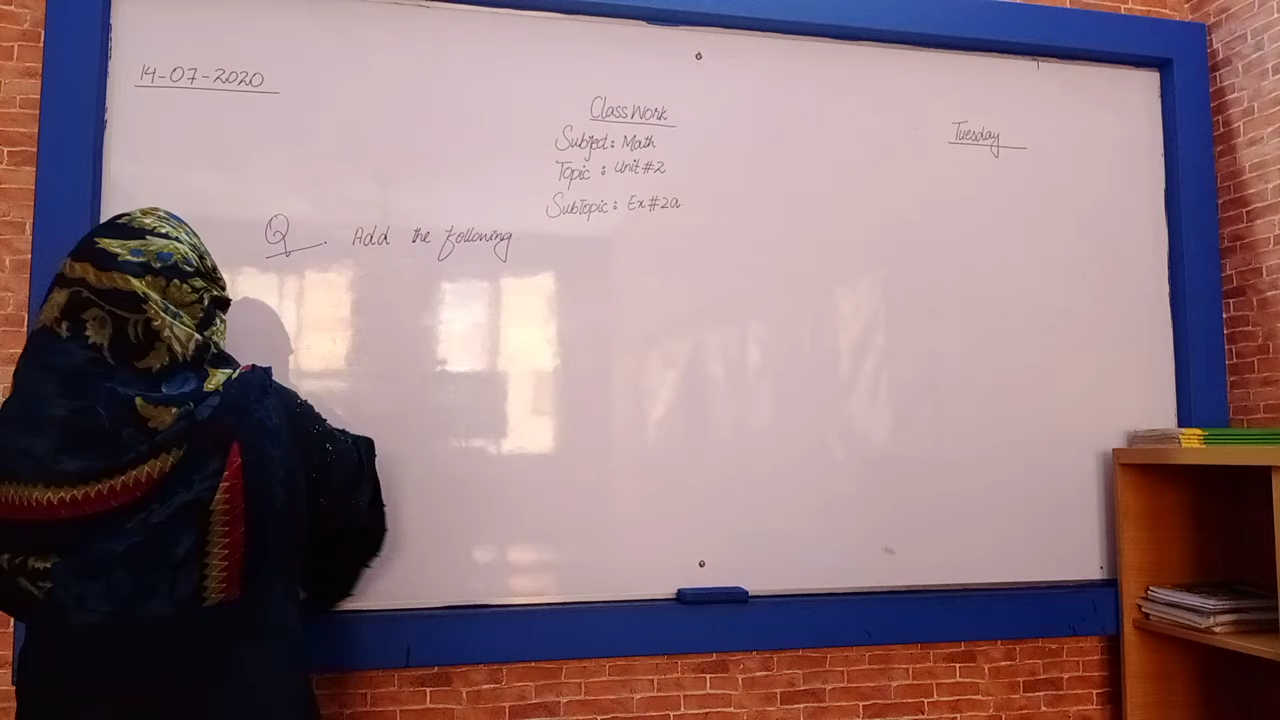 14-07-2020
Class Work
Tuesday
Subject: Math
Topic : Unit #2
SubTopic: Ex #2a
Q. Add the following.